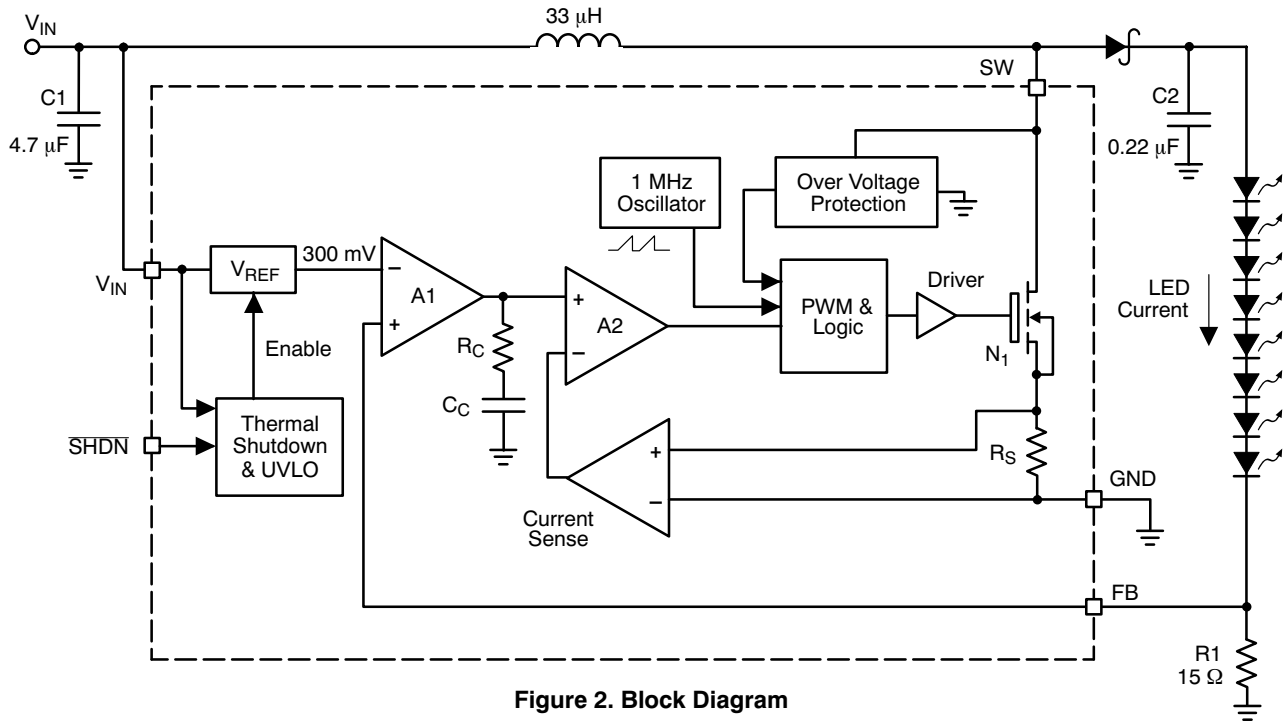 V_IN
33 μH
SW
C1
4.7 μF
C2
0.22 μF
1 MHz
Oscillator
Over Voltage
Protection
V_IN
V_REF
300 mV
−
+
A1
+
−
A2
PWM &
Logic
Driver
N_1
LED
Current
Enable
R_C
C_C
SHDN
Thermal
Shutdown
& UVLO
+
−
Current
Sense
R_S
GND
FB
R1
15 Ω
Figure 2. Block Diagram